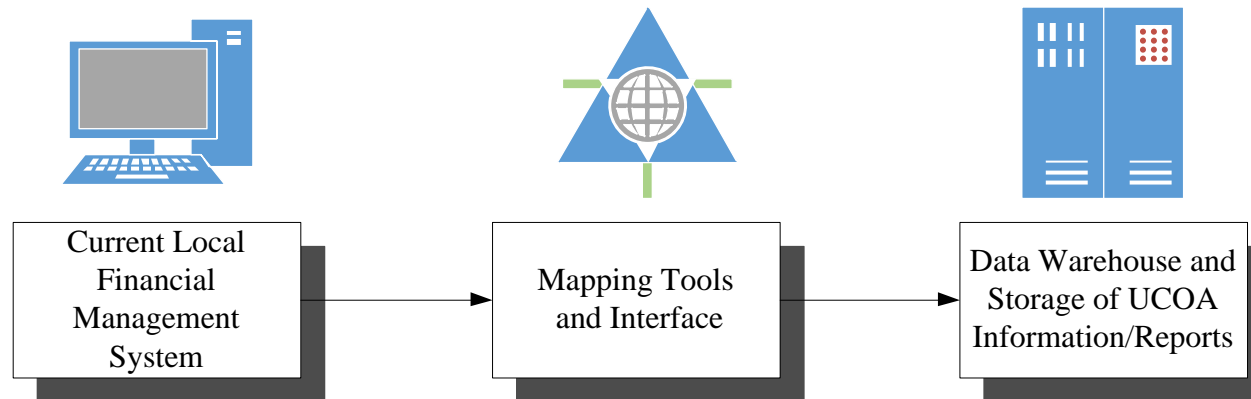 Current Local
Financial
Management
System
Mapping Tools
and Interface
Data Warehouse and
Storage of UCOA
Information/Reports